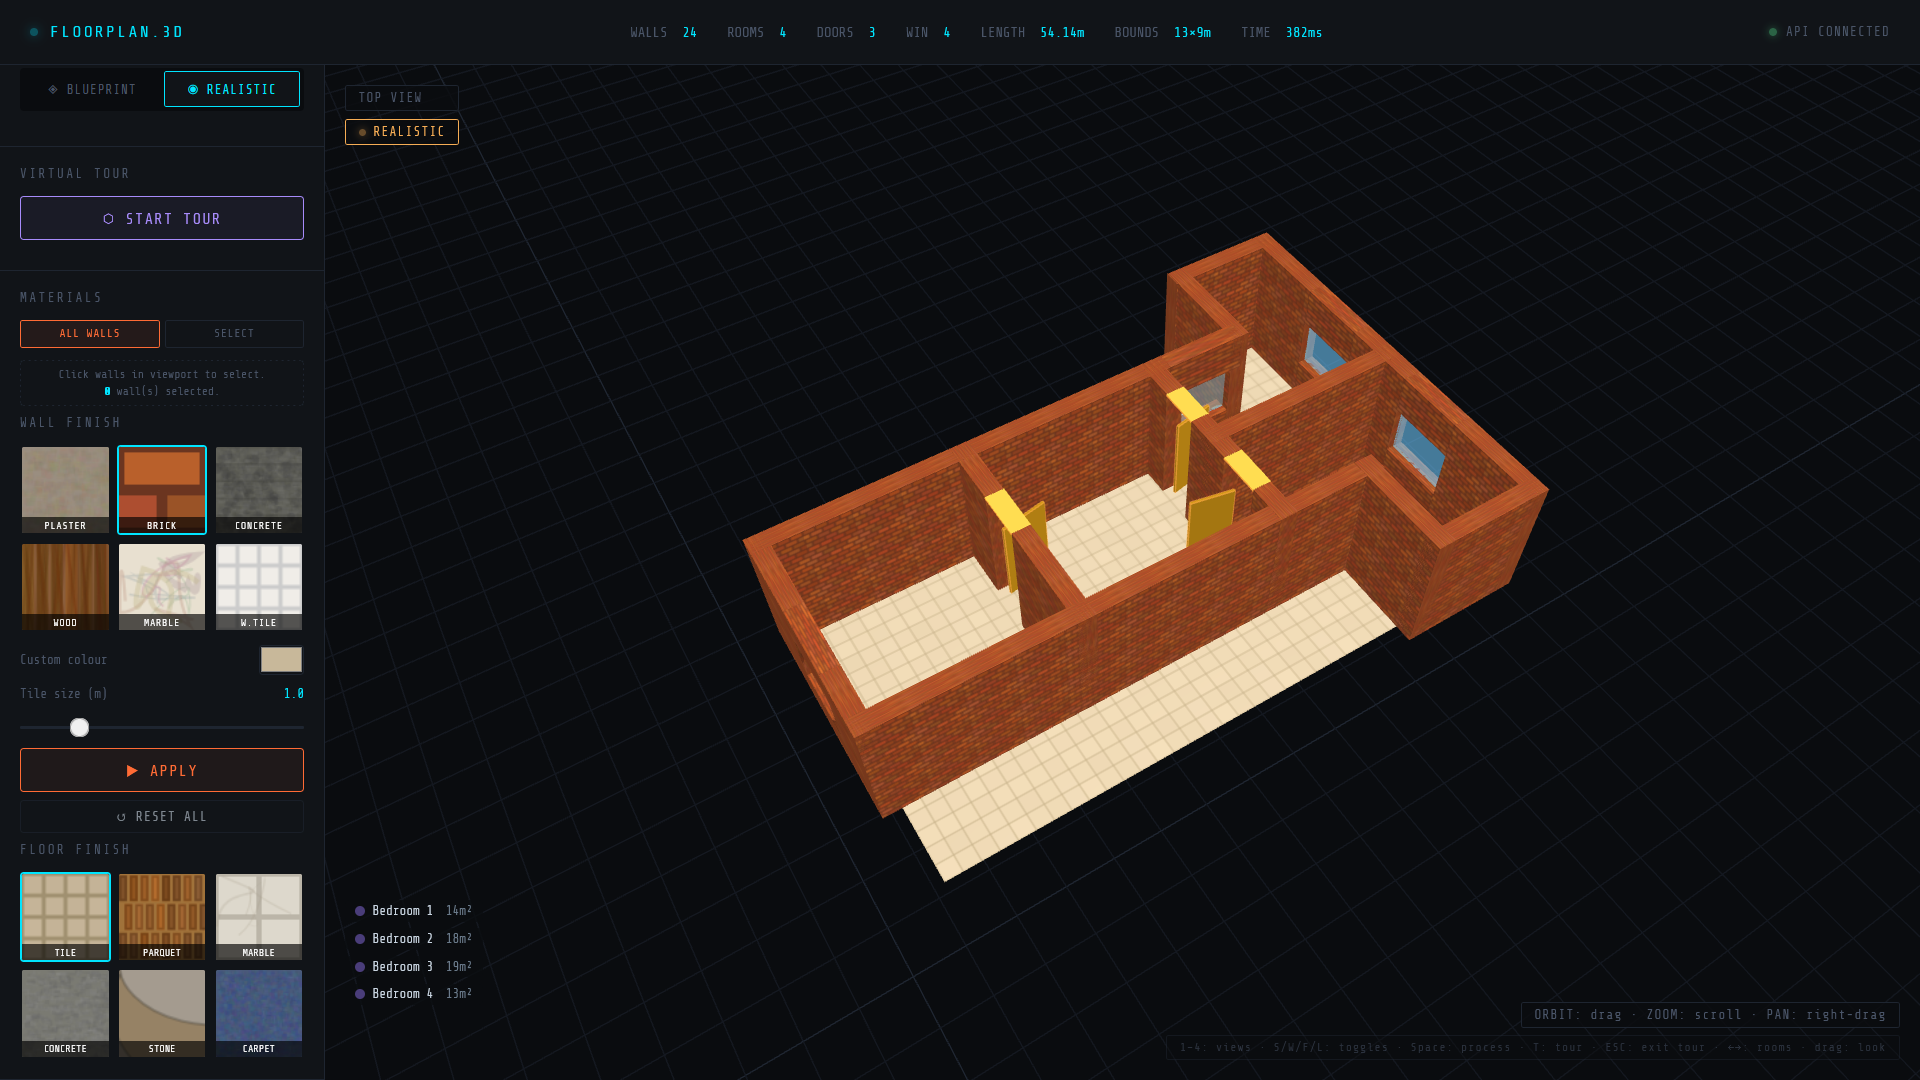 FLOORPLAN.3D
WALLS 24 ROOMS 4 DOORS 3 WIN 4 LENGTH 54.14m BOUNDS 13×9m TIME 382ms
API CONNECTED
◈ BLUEPRINT
◉ REALISTIC
TOP VIEW
REALISTIC
VIRTUAL TOUR
⬡ START TOUR
MATERIALS
ALL WALLS
SELECT
Click walls in viewport to select.
0 wall(s) selected.
WALL FINISH
PLASTER
BRICK
CONCRETE
WOOD
MARBLE
W.TILE
Custom colour
Tile size (m) 1.0
▶ APPLY
↺ RESET ALL
FLOOR FINISH
TILE
PARQUET
MARBLE
CONCRETE
STONE
CARPET
Bedroom 1 14m²
Bedroom 2 18m²
Bedroom 3 19m²
Bedroom 4 13m²
ORBIT: drag · ZOOM: scroll · PAN: right-drag
1-4: views · S/W/F/L: toggles · Space: process · T: tour · ESC: exit tour · ←→: rooms · drag: look